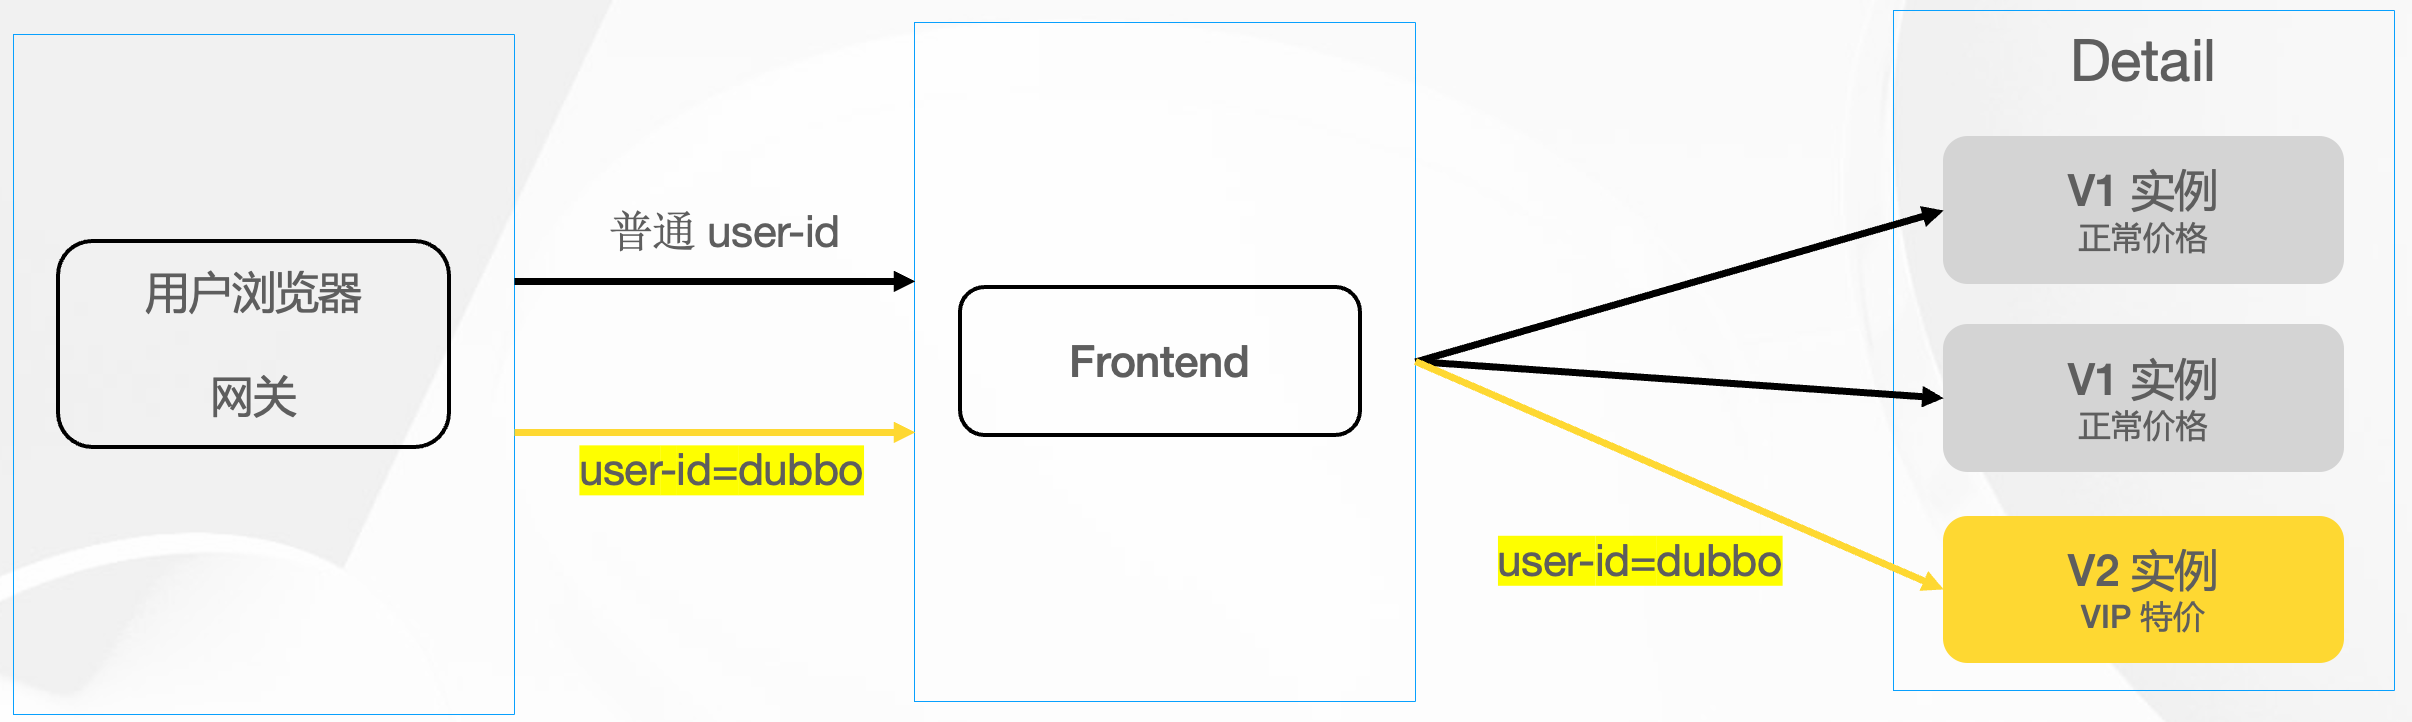 用户浏览器
网关
普通 user-id
user-id=dubbo
Frontend
user-id=dubbo
Detail
V1 实例
正常价格
V1 实例
正常价格
V2 实例
VIP 特价